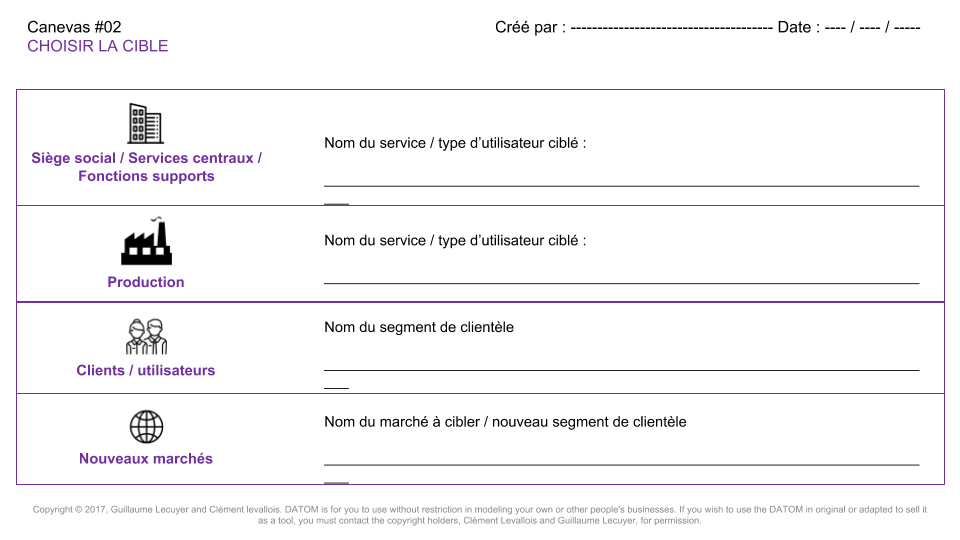 Canevas #02
CHOISIR LA CIBLE
Créé par : -------------------------------------- Date : ---- / ---- / -----
Siège social / Services centraux /
Fonctions supports
Nom du service / type d’utilisateur ciblé :
Production
Nom du service / type d’utilisateur ciblé :
Clients / utilisateurs
Nom du segment de clientèle
Nouveaux marchés
Nom du marché à cibler / nouveau segment de clientèle
Copyright © 2017, Guillaume Lecuyer and Clément levallois. DATOM is for you to use without restriction in modeling your own or other people's businesses. If you wish to use the DATOM in original or adapted to sell it
as a tool, you must contact the copyright holders, Clément Levallois and Guillaume Lecuyer, for permission.